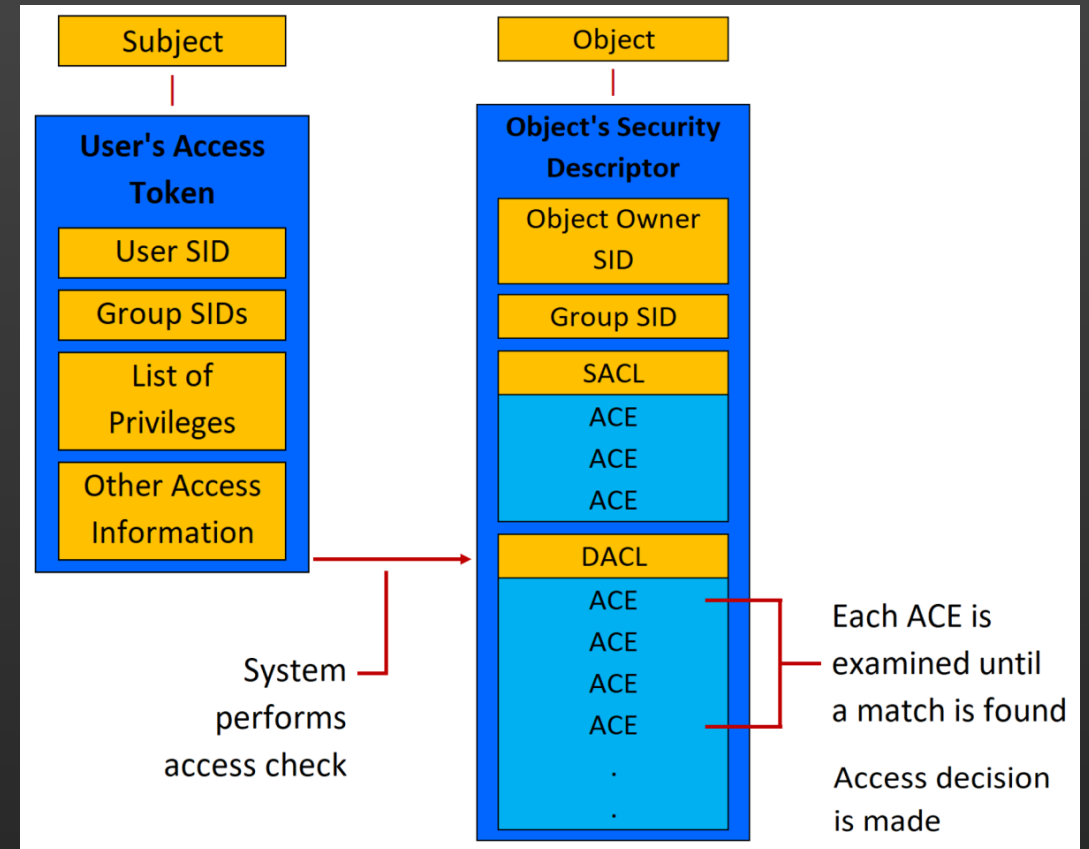 Subject
User's Access
Token
User SID
Group SIDs
List of
Privileges
Other Access
Information
System
performs
access check
Object
Object's Security
Descriptor
Object Owner
SID
Group SID
SACL
ACE
ACE
ACE
DACL
ACE
ACE
ACE
ACE
.
.
Each ACE is
examined until
a match is found
Access decision
is made